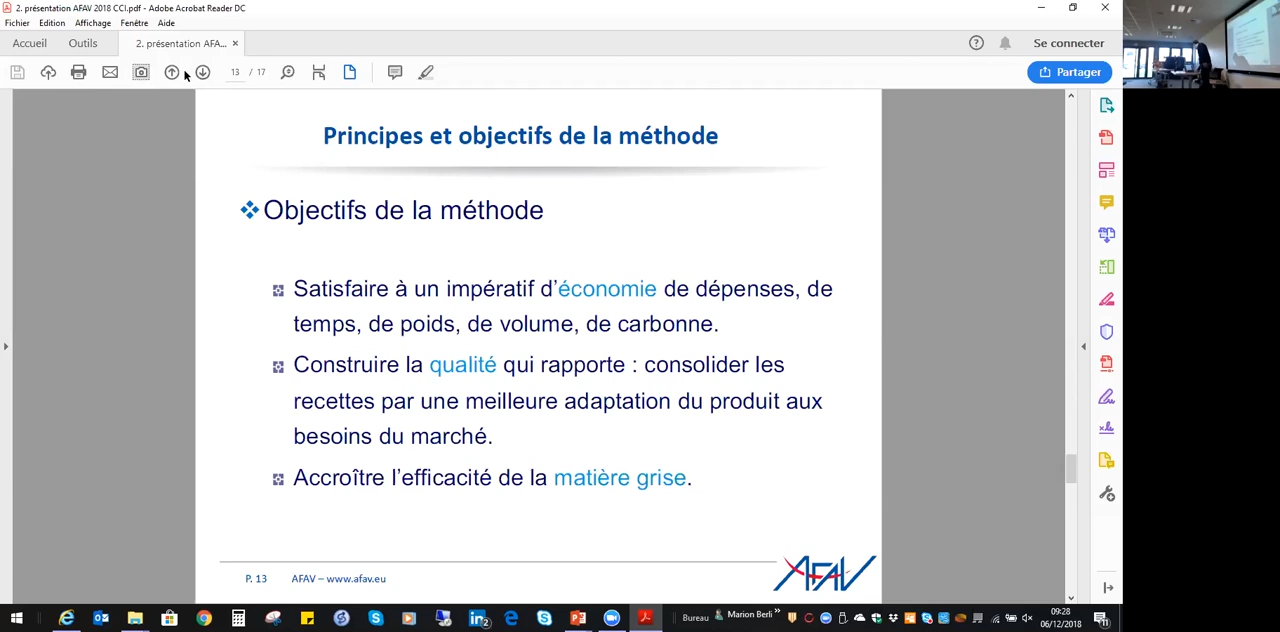 2. présentation AFAV 2018 CCI.pdf - Adobe Acrobat Reader DC
Fichier Edition Affichage Fenêtre Aide
Accueil Outils 2. présentation AFA... × Se connecter
13 / 17 Partager
Principes et objectifs de la méthode
Objectifs de la méthode
Satisfaire à un impératif d’économie de dépenses, de
temps, de poids, de volume, de carbonne.
Construire la qualité qui rapporte : consolider les
recettes par une meilleure adaptation du produit aux
besoins du marché.
Accroître l’efficacité de la matière grise.
P. 13 AFAV – www.afav.eu
AFAV
Bureau Marion Berli » 09:28
06/12/2018